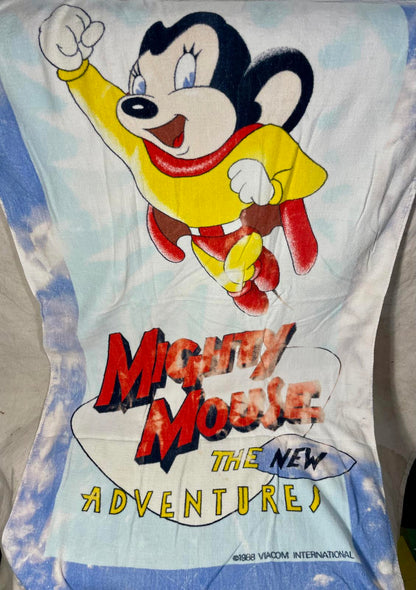 MIGHTY
MOUSE
THE NEW
ADVENTURES
©1988 VIACOM INTERNATIONAL